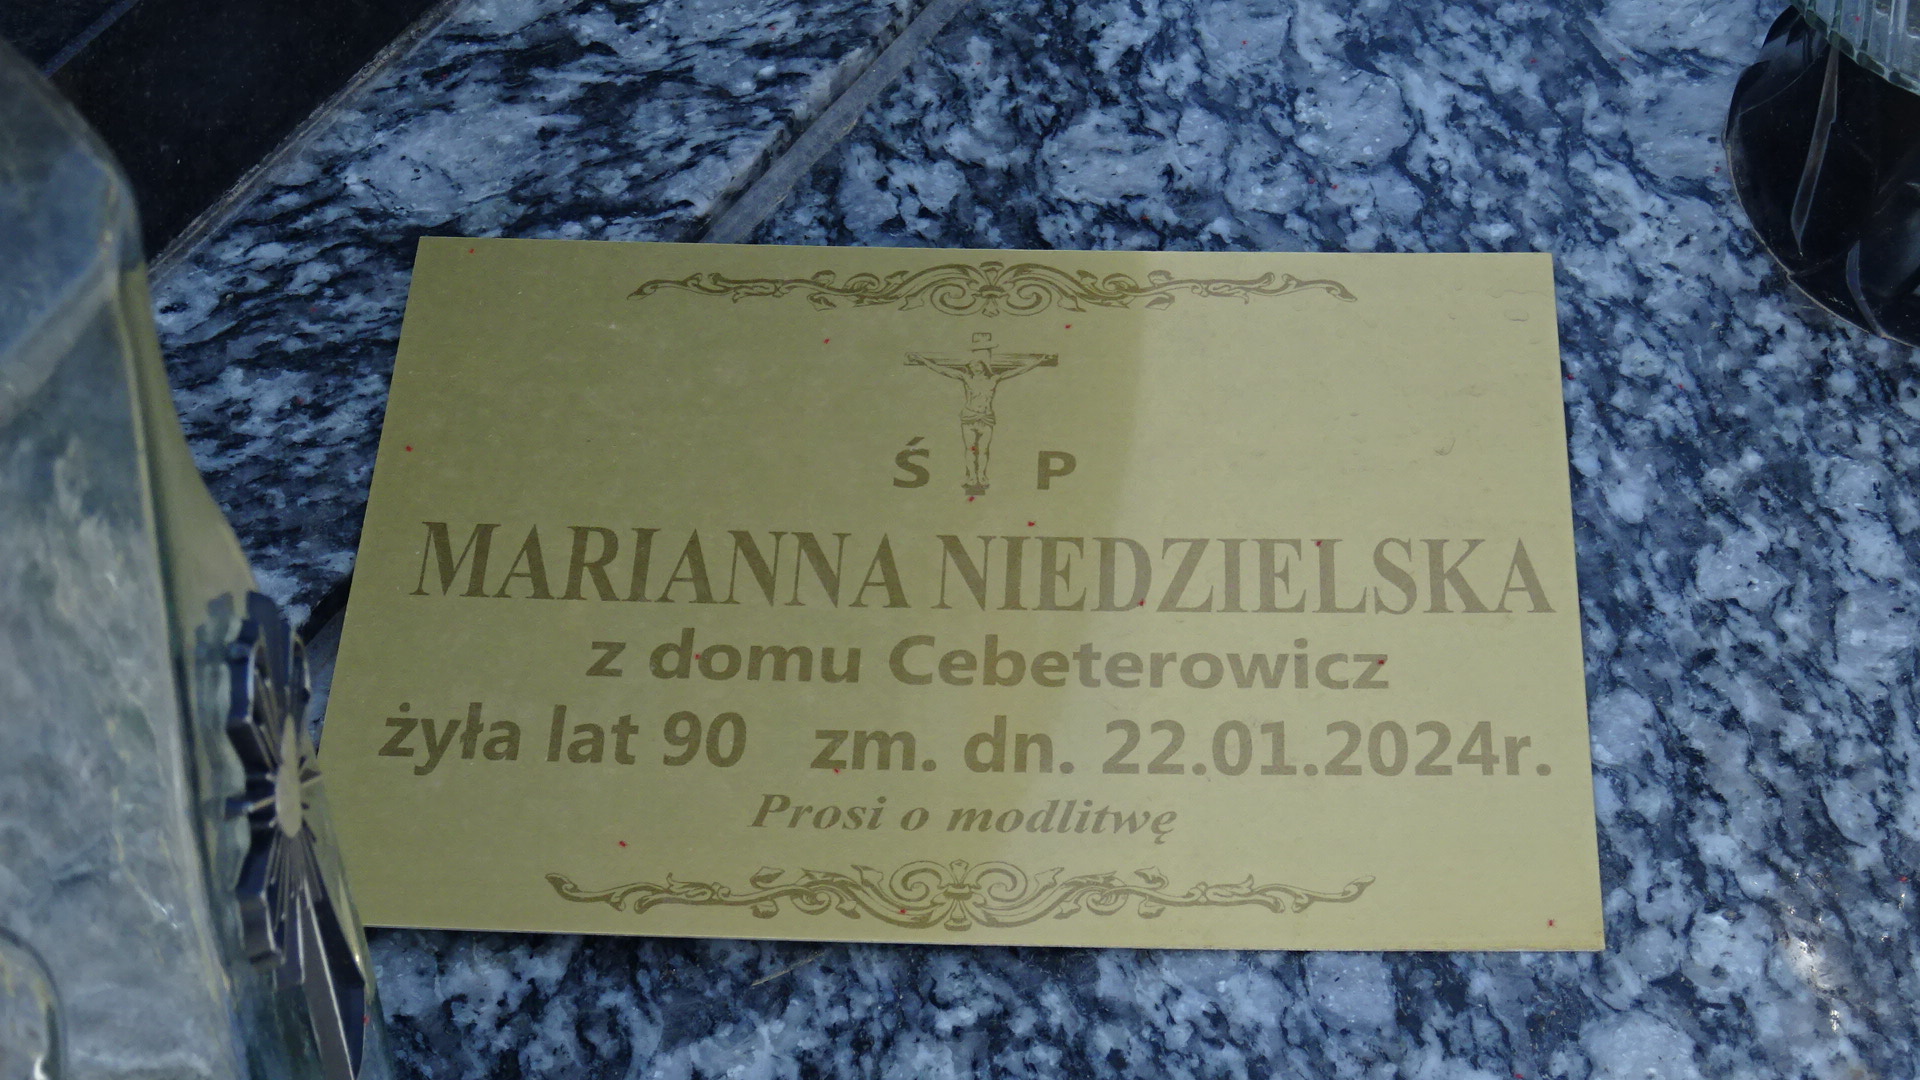 Ś P
MARIANNA NIEDZIELSKA
z domu Cebeterowicz
żyła lat 90 zm. dn. 22.01.2024r.
Prosi o modlitwę